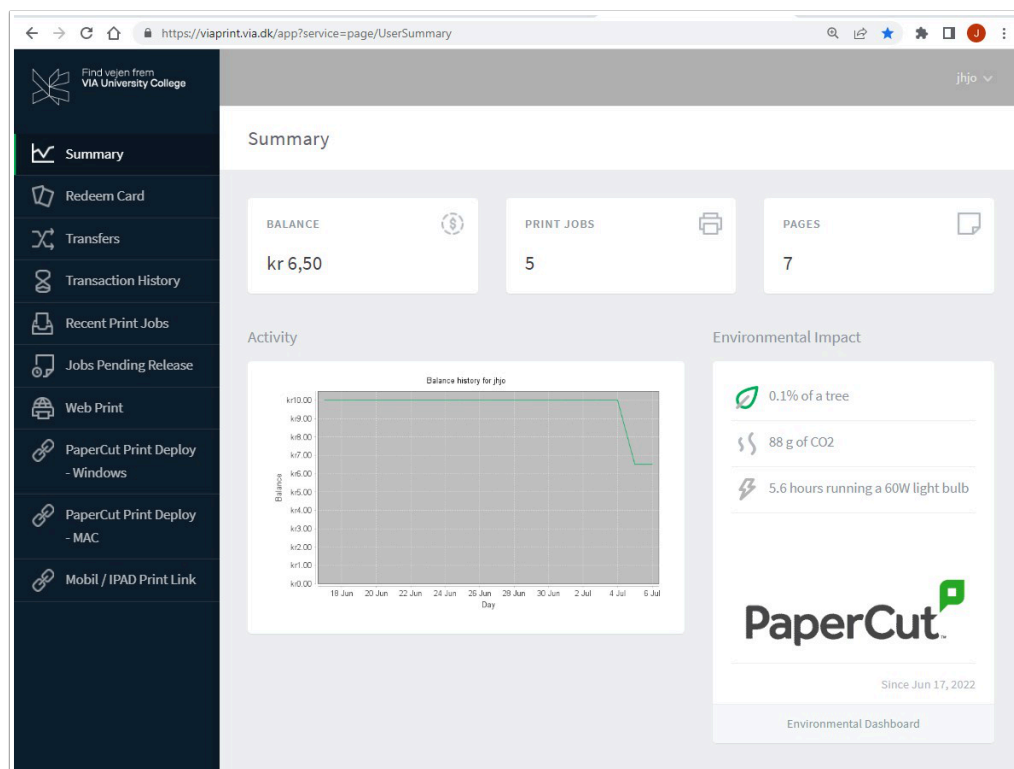 https://viaprint.via.dk/app?service=page/UserSummary
J
Find vejen frem
VIA University College
jhjo
Summary
Redeem Card
Transfers
Transaction History
Recent Print Jobs
Jobs Pending Release
Web Print
PaperCut Print Deploy
- Windows
PaperCut Print Deploy
- MAC
Mobil / IPAD Print Link
Summary
BALANCE
kr 6,50
PRINT JOBS
5
PAGES
7
Activity
Balance history for jhjo
Balance
kr10.00
kr9.00
kr8.00
kr7.00
kr6.00
kr5.00
kr4.00
kr3.00
kr2.00
kr1.00
kr0.00
18 Jun 20 Jun 22 Jun 24 Jun 26 Jun 28 Jun 30 Jun 2 Jul 4 Jul 6 Jul
Day
Environmental Impact
0.1% of a tree
88 g of CO2
5.6 hours running a 60W light bulb
PaperCut™
Since Jun 17, 2022
Environmental Dashboard